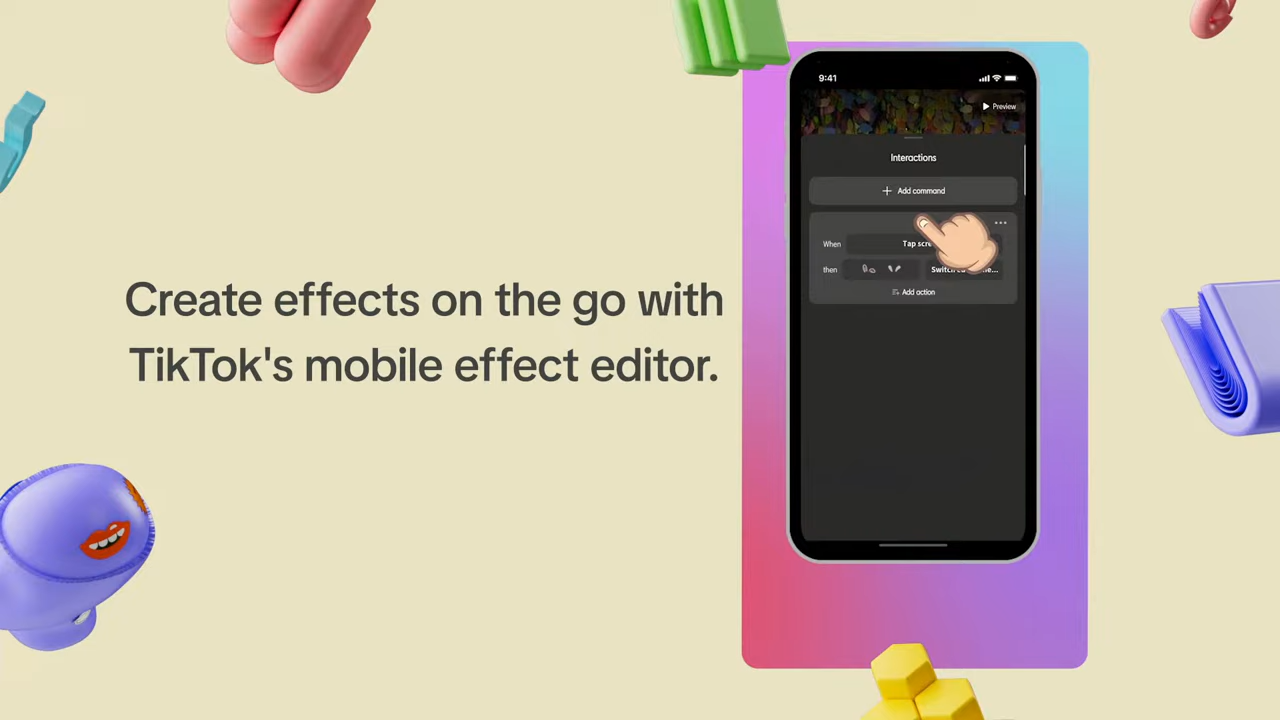 Create effects on the go with
TikTok's mobile effect editor.
9:41
Preview
Interactions
Add command
When
Tap
then
Add action